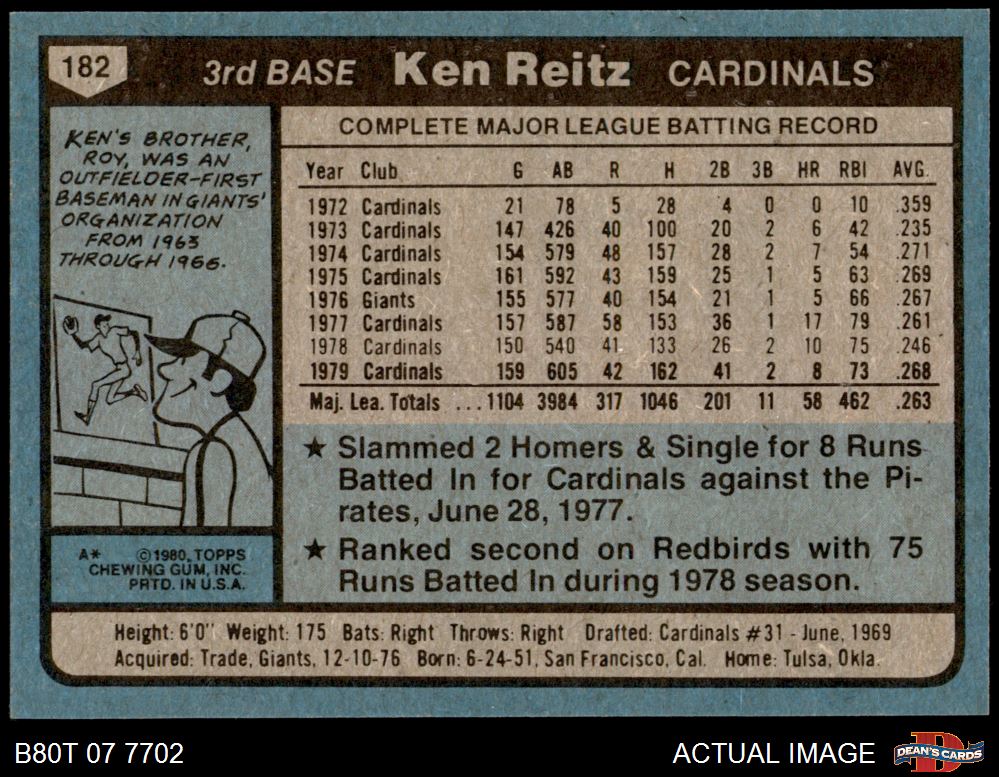 182 3rd BASE Ken Reitz CARDINALS
KEN'S BROTHER,
ROY, WAS AN
OUTFIELDER-FIRST
BASEMAN IN GIANTS'
ORGANIZATION
FROM 1963
THROUGH 1966.
A* ©1980, TOPPS
CHEWING GUM, INC.
PRTD. IN U.S.A.
COMPLETE MAJOR LEAGUE BATTING RECORD
Year Club G AB R H 2B 3B HR RBI AVG.
1972 Cardinals 21 78 5 28 4 0 0 10 .359
1973 Cardinals 147 426 40 100 20 2 6 42 .235
1974 Cardinals 154 579 48 157 28 2 7 54 .271
1975 Cardinals 161 592 43 159 25 1 5 63 .269
1976 Giants 155 577 40 154 21 1 5 66 .267
1977 Cardinals 157 587 58 153 36 1 17 79 .261
1978 Cardinals 150 540 41 133 26 2 10 75 .246
1979 Cardinals 159 605 42 162 41 2 8 73 .268
Maj. Lea. Totals ...1104 3984 317 1046 201 11 58 462 .263
★ Slammed 2 Homers & Single for 8 Runs
Batted In for Cardinals against the Pi-
rates, June 28, 1977.
★ Ranked second on Redbirds with 75
Runs Batted In during 1978 season.
Height: 6'0" Weight: 175 Bats: Right Throws: Right Drafted: Cardinals #31 - June, 1969
Acquired: Trade, Giants, 12-10-76 Born: 6-24-51, San Francisco, Cal. Home: Tulsa, Okla.
B80T 07 7702 ACTUAL IMAGE D DEAN'S CARDS